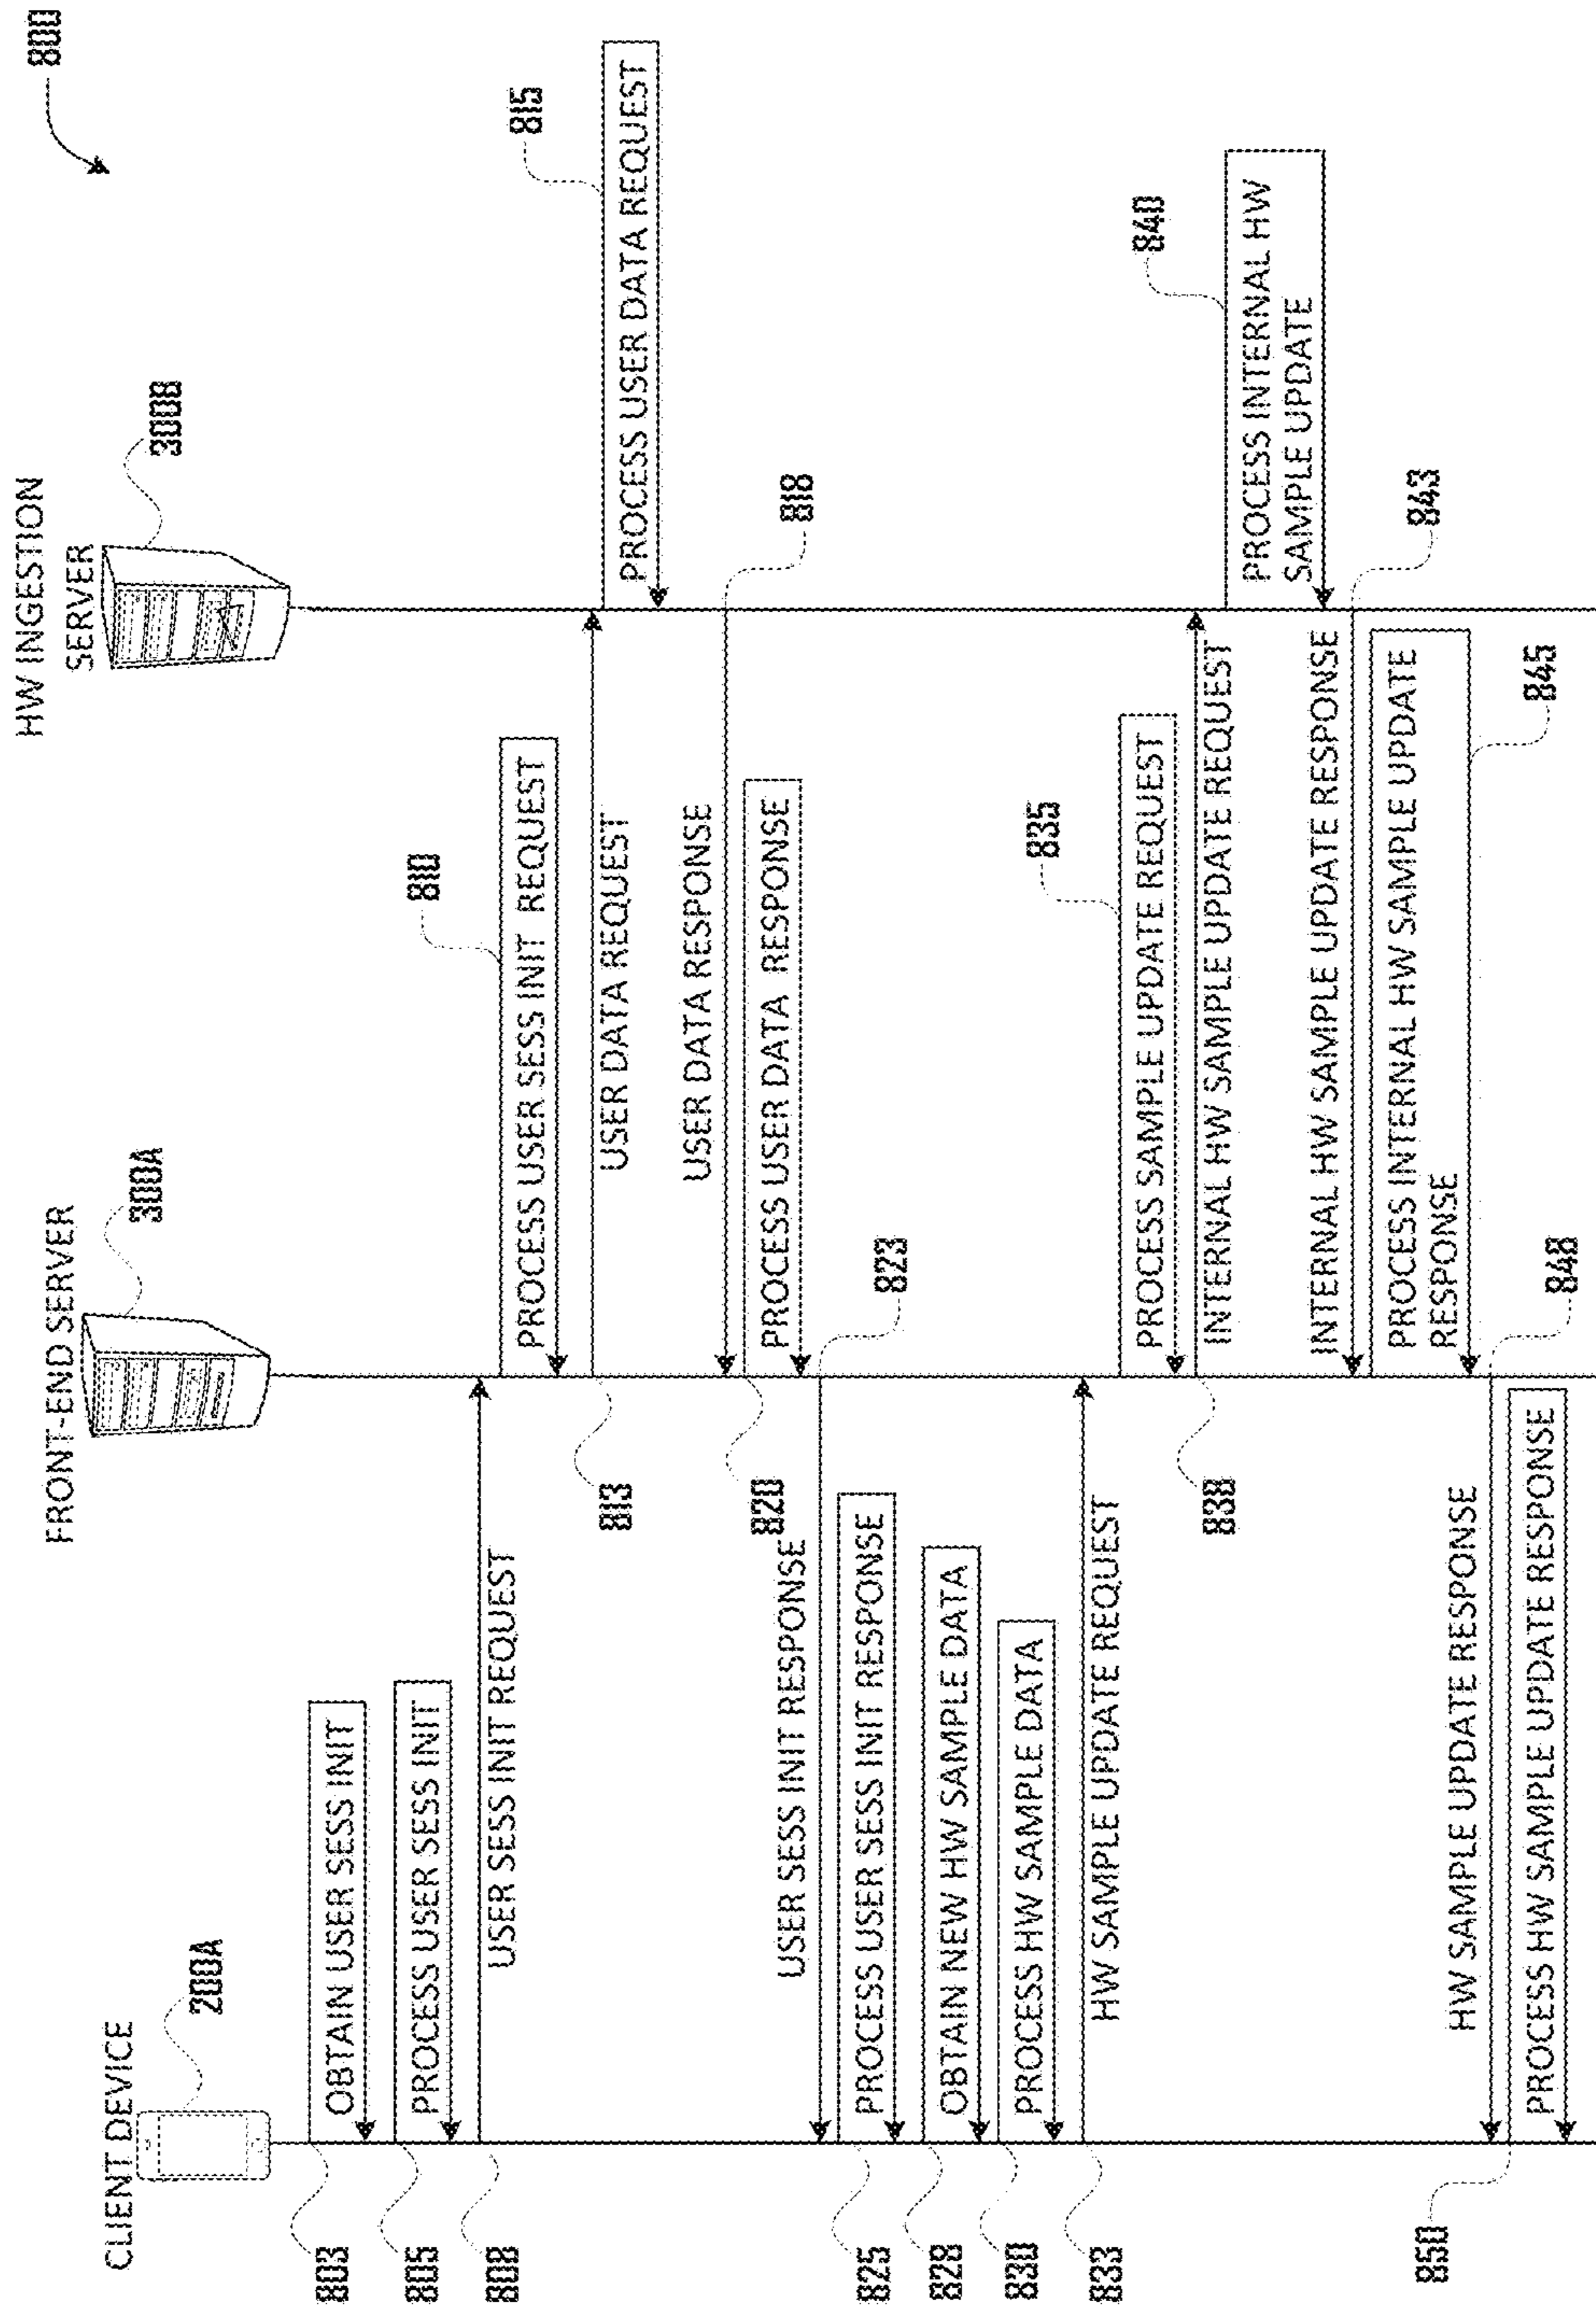 800
CLIENT DEVICE
200A
FRONT-END SERVER
300A
HW INGESTION
SERVER
300B
803
OBTAIN USER SESS INIT
805
PROCESS USER SESS INIT
808
USER SESS INIT REQUEST
810
PROCESS USER SESS INIT REQUEST
813
USER DATA REQUEST
815
PROCESS USER DATA REQUEST
USER DATA RESPONSE
818
820
PROCESS USER DATA RESPONSE
USER SESS INIT RESPONSE
823
825
PROCESS USER SESS INIT RESPONSE
828
OBTAIN NEW HW SAMPLE DATA
830
PROCESS HW SAMPLE DATA
833
HW SAMPLE UPDATE REQUEST
835
PROCESS SAMPLE UPDATE REQUEST
838
INTERNAL HW SAMPLE UPDATE REQUEST
840
PROCESS INTERNAL HW
SAMPLE UPDATE
INTERNAL HW SAMPLE UPDATE RESPONSE
843
PROCESS INTERNAL HW SAMPLE UPDATE
RESPONSE
845
HW SAMPLE UPDATE RESPONSE
848
850
PROCESS HW SAMPLE UPDATE RESPONSE